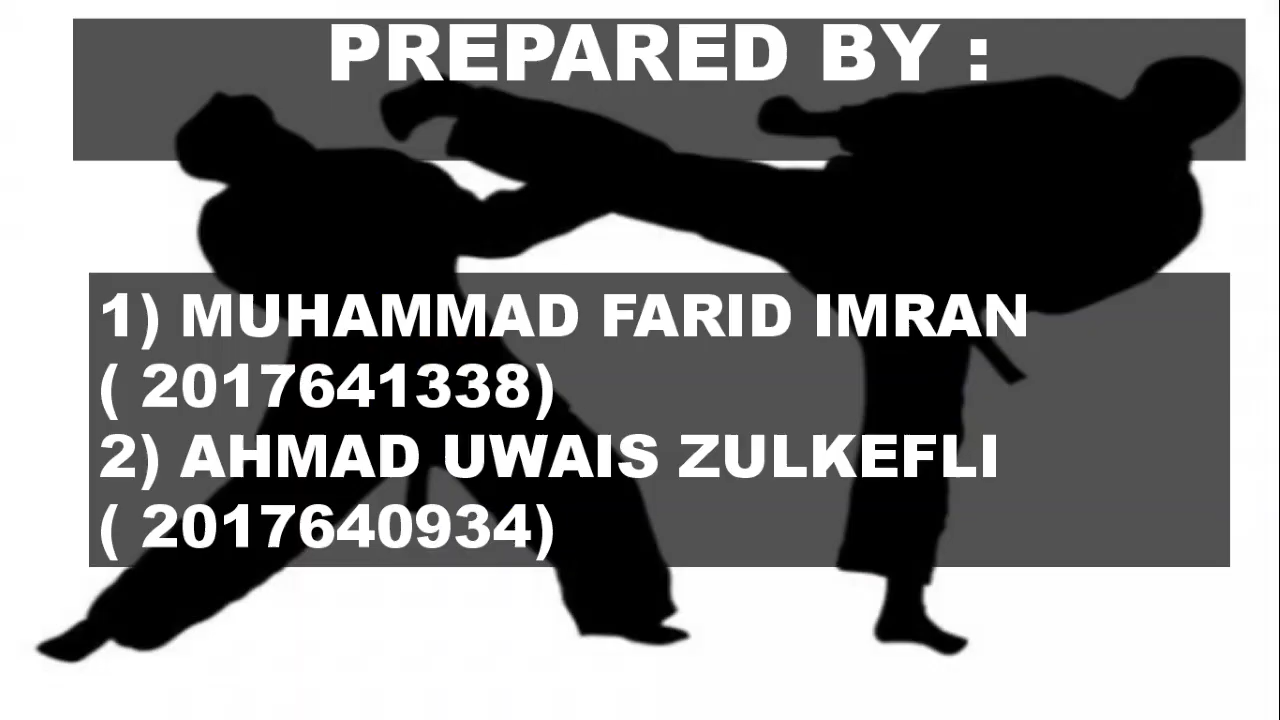 PREPARED BY :
1) MUHAMMAD FARID IMRAN
( 2017641338)
2) AHMAD UWAIS ZULKEFLI
( 2017640934)